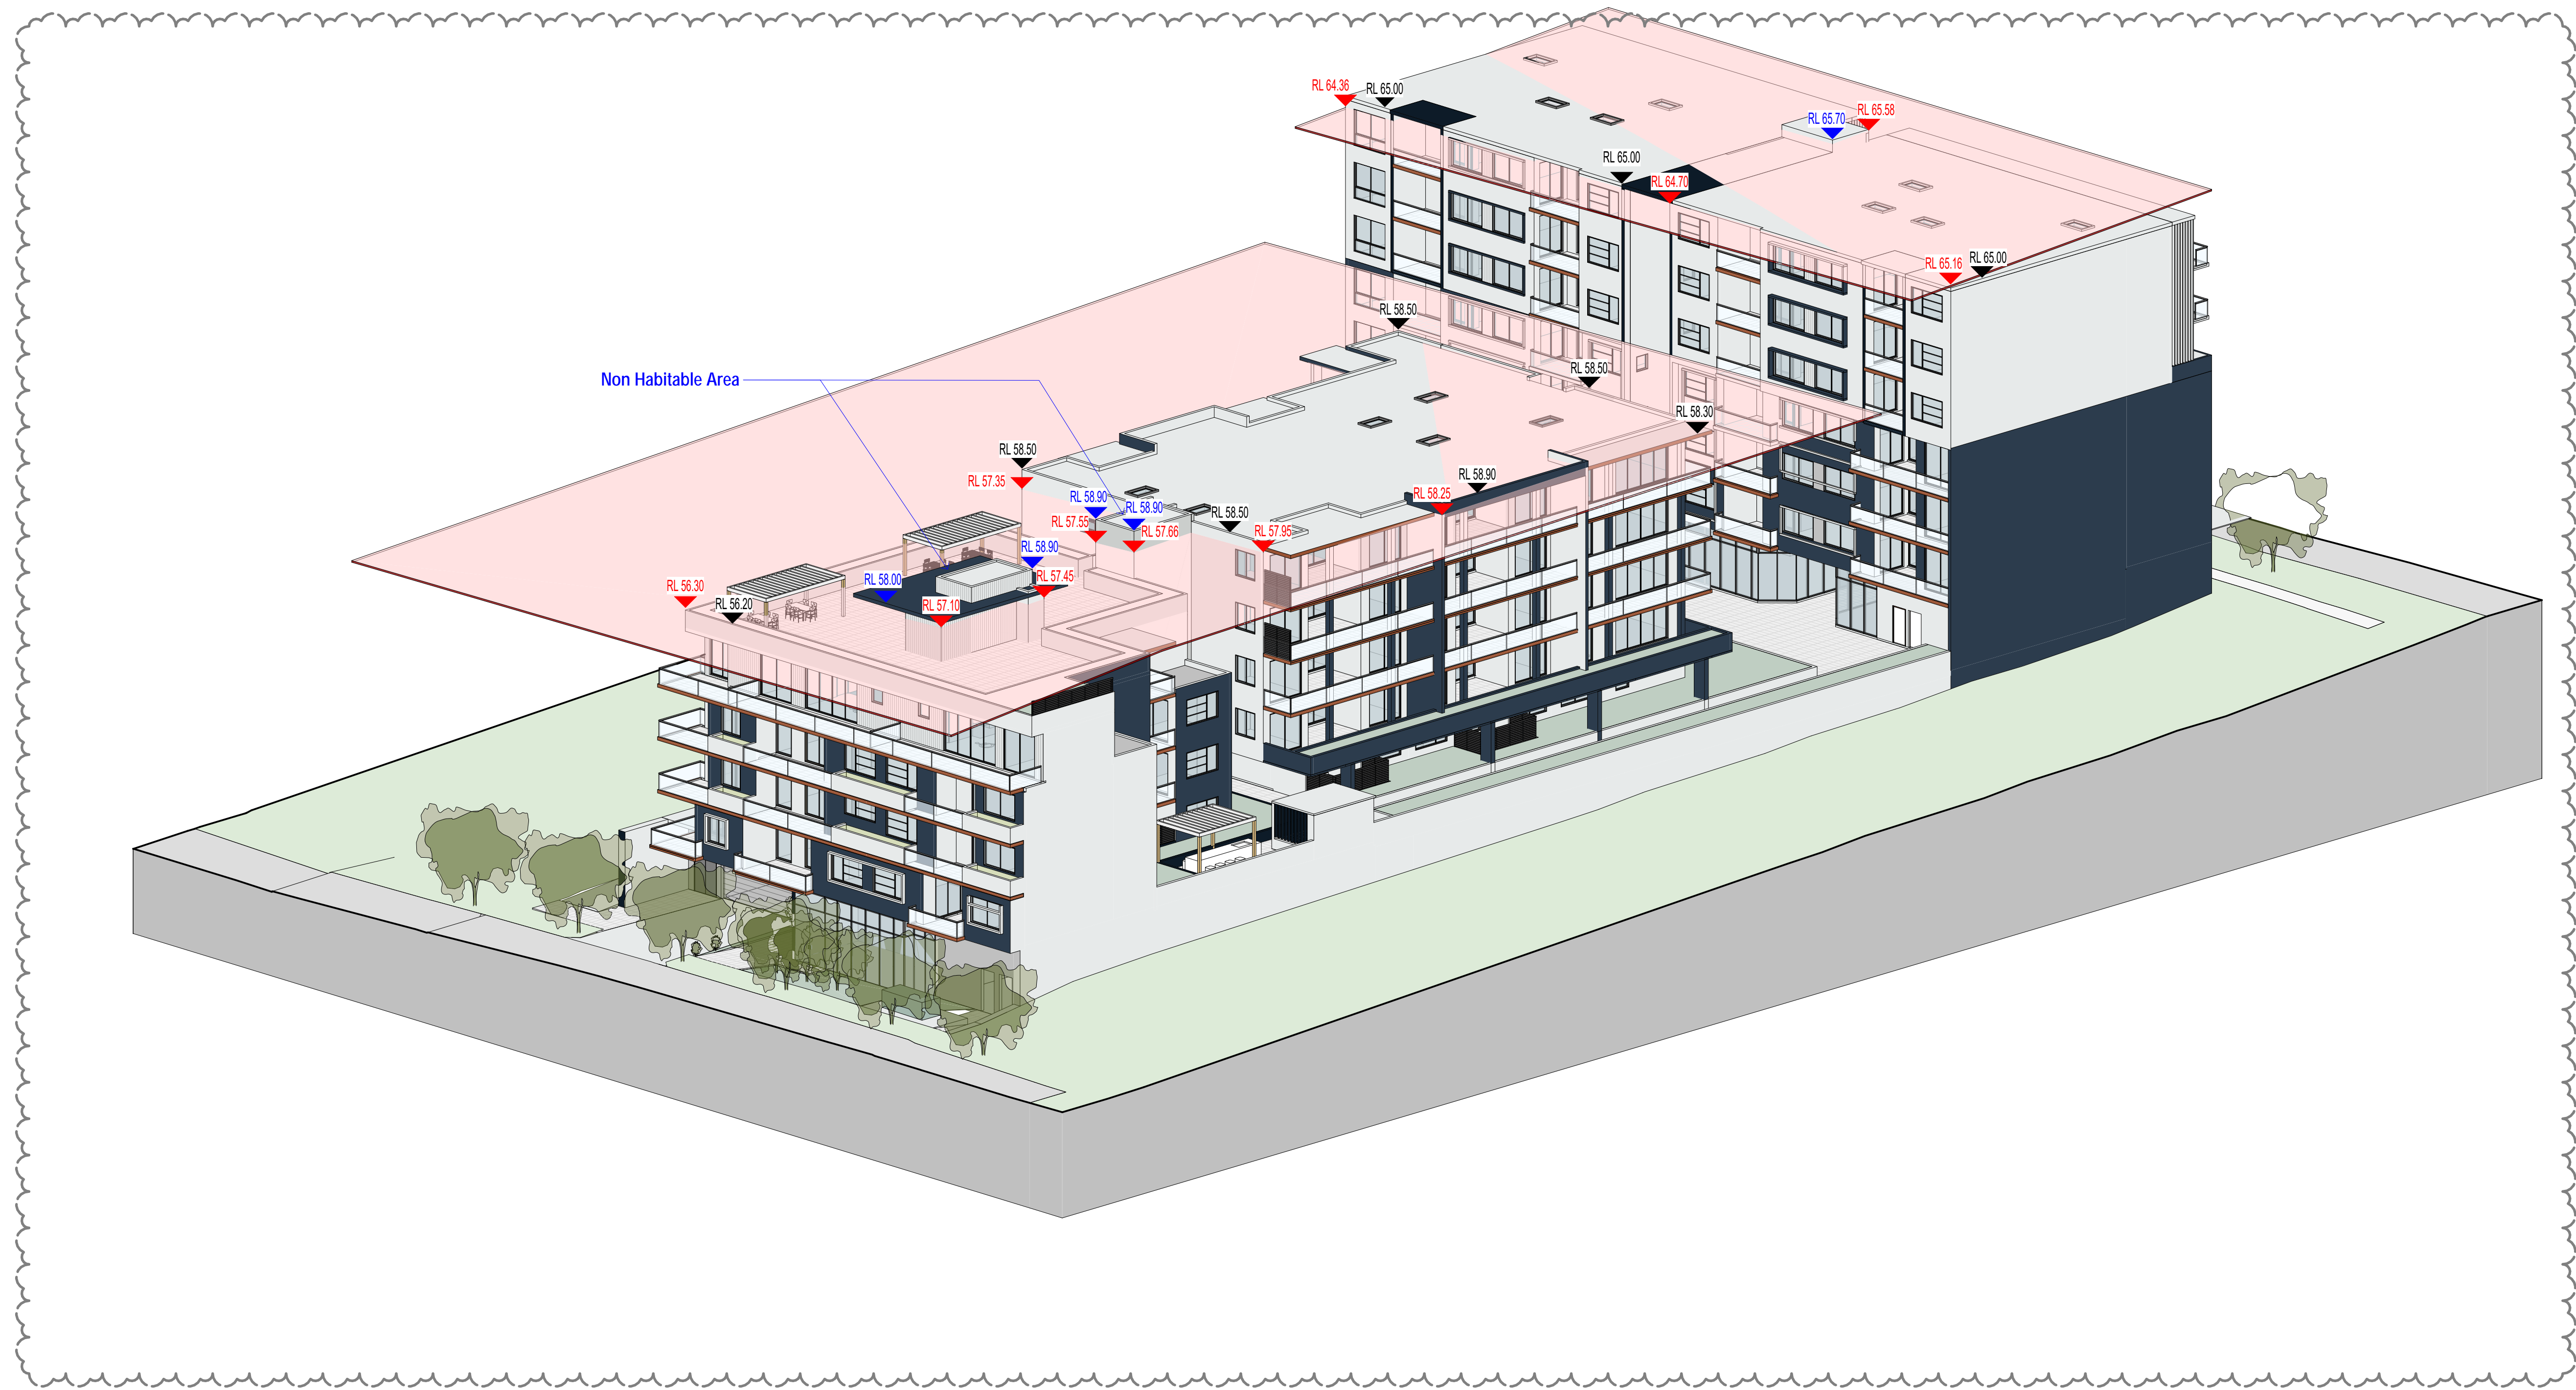 RL 64.36
RL 65.00
RL 65.70
RL 65.58
RL 65.00
RL 64.70
RL 65.16
RL 65.00
RL 58.50
RL 58.50
Non Habitable Area
RL 58.30
RL 58.50
RL 57.35
RL 58.90
RL 58.25
RL 58.90
RL 58.90
RL 58.50
RL 57.55
RL 57.66
RL 57.95
RL 58.90
RL 58.00
RL 57.45
RL 56.30
RL 56.20
RL 57.10